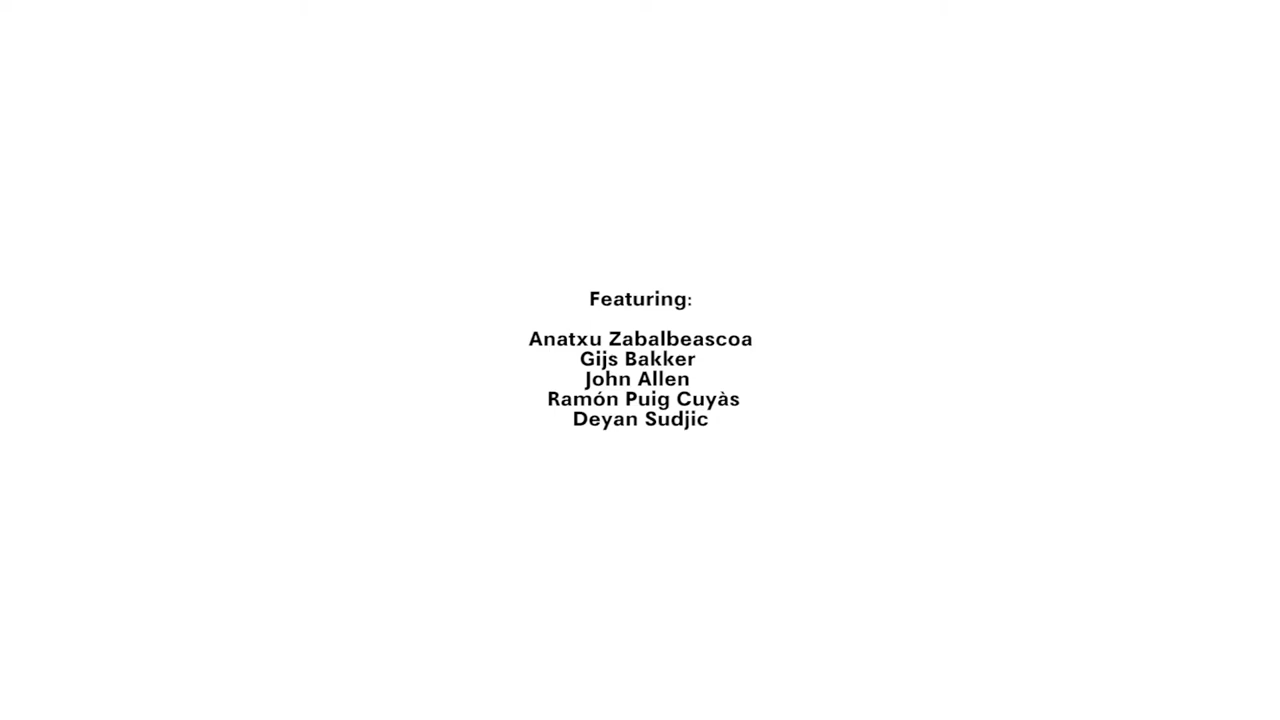 Featuring:
Anatxu Zabalbeascoa
Gijs Bakker
John Allen
Ramón Puig Cuyàs
Deyan Sudjic